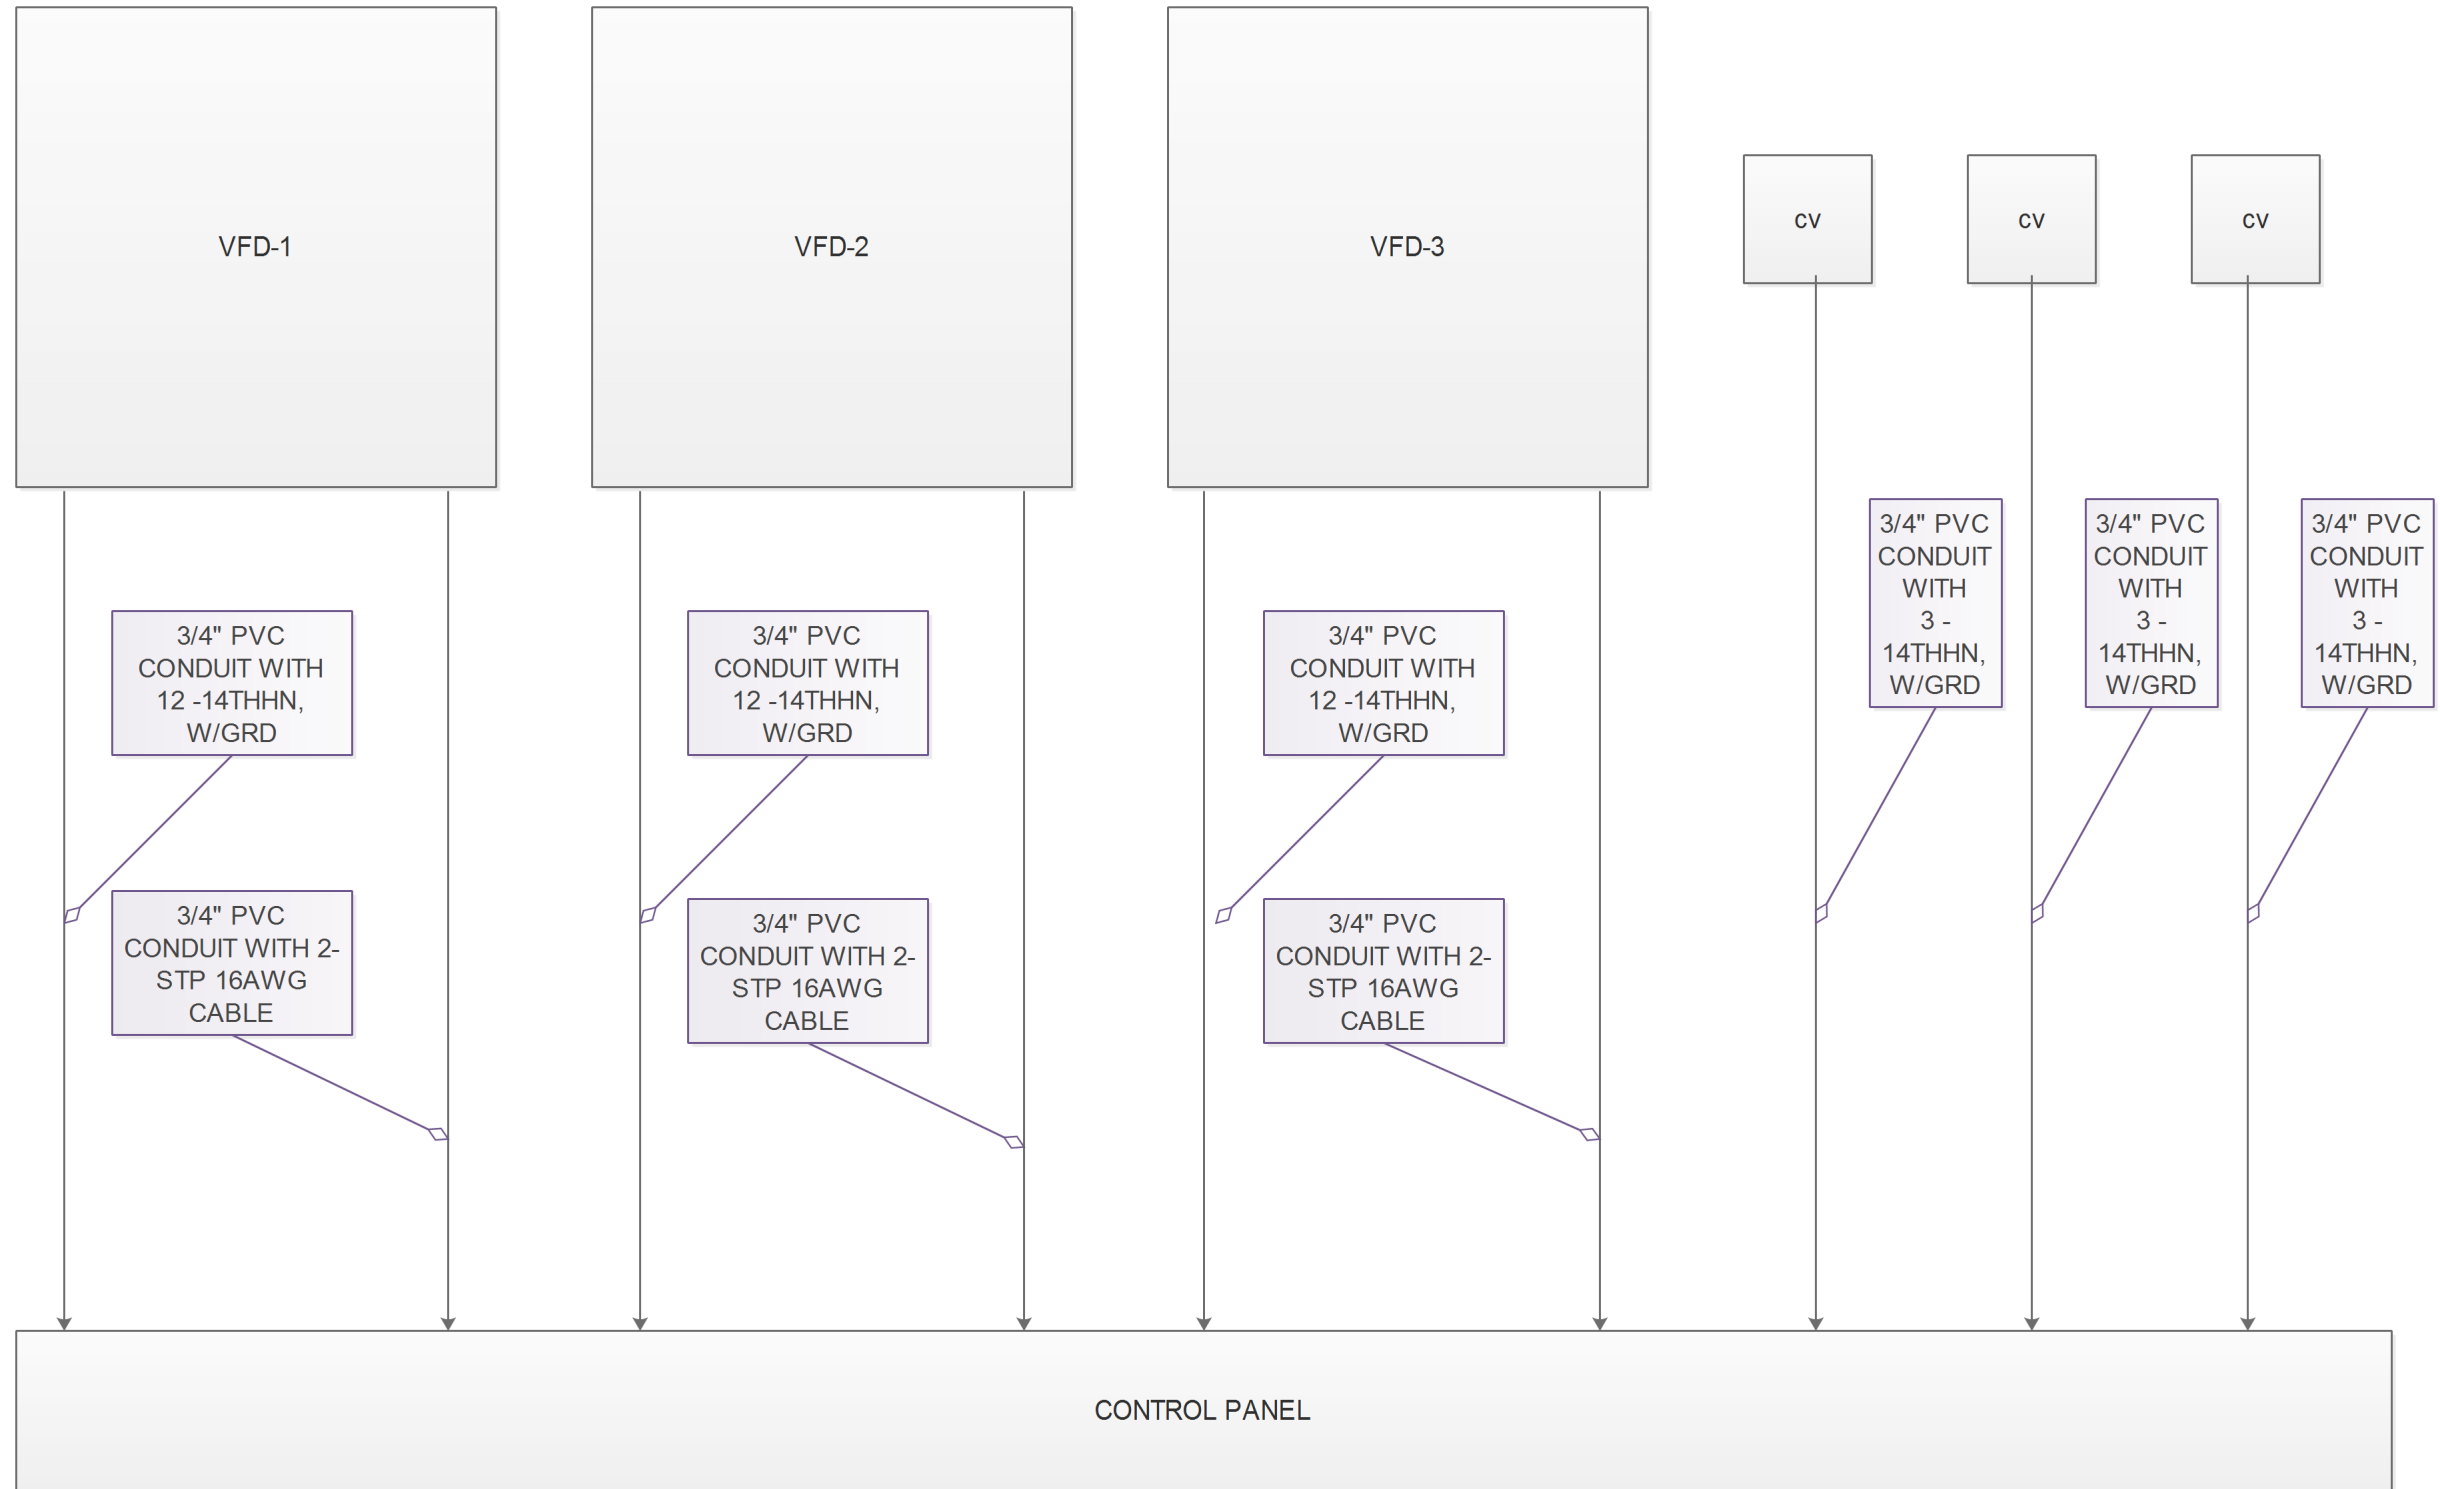 VFD-1
VFD-2
VFD-3
cv
cv
cv
3/4" PVC
CONDUIT WITH
12 -14THHN,
W/GRD
3/4" PVC
CONDUIT WITH
12 -14THHN,
W/GRD
3/4" PVC
CONDUIT WITH
12 -14THHN,
W/GRD
3/4" PVC
CONDUIT
WITH
3 -
14THHN,
W/GRD
3/4" PVC
CONDUIT
WITH
3 -
14THHN,
W/GRD
3/4" PVC
CONDUIT
WITH
3 -
14THHN,
W/GRD
3/4" PVC
CONDUIT WITH 2-
STP 16AWG
CABLE
3/4" PVC
CONDUIT WITH 2-
STP 16AWG
CABLE
3/4" PVC
CONDUIT WITH 2-
STP 16AWG
CABLE
CONTROL PANEL